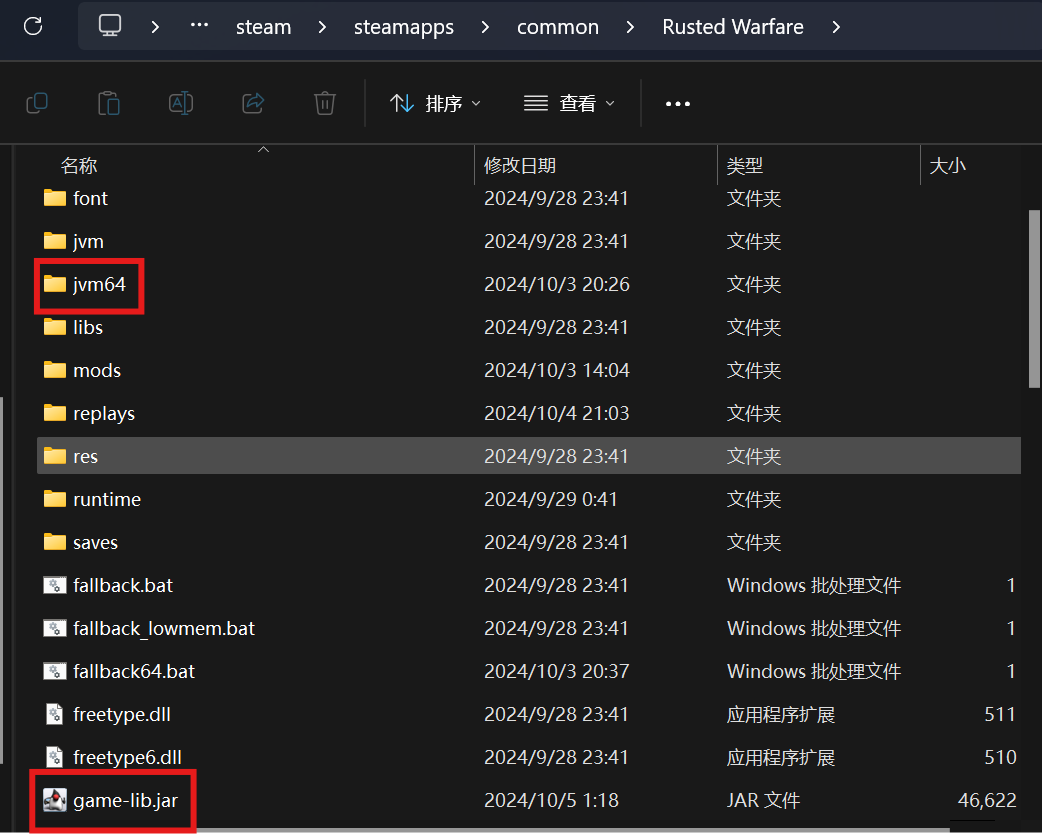 steam > steamapps > common > Rusted Warfare >
排序 查看
名称 修改日期 类型 大小
font 2024/9/28 23:41 文件夹
jvm 2024/9/28 23:41 文件夹
jvm64 2024/10/3 20:26 文件夹
libs 2024/9/28 23:41 文件夹
mods 2024/10/3 14:04 文件夹
replays 2024/10/4 21:03 文件夹
res 2024/9/28 23:41 文件夹
runtime 2024/9/29 0:41 文件夹
saves 2024/9/28 23:41 文件夹
fallback.bat 2024/9/28 23:41 Windows 批处理文件 1
fallback_lowmem.bat 2024/9/28 23:41 Windows 批处理文件 1
fallback64.bat 2024/10/3 20:37 Windows 批处理文件 1
freetype.dll 2024/9/28 23:41 应用程序扩展 511
freetype6.dll 2024/9/28 23:41 应用程序扩展 510
game-lib.jar 2024/10/5 1:18 JAR 文件 46,622